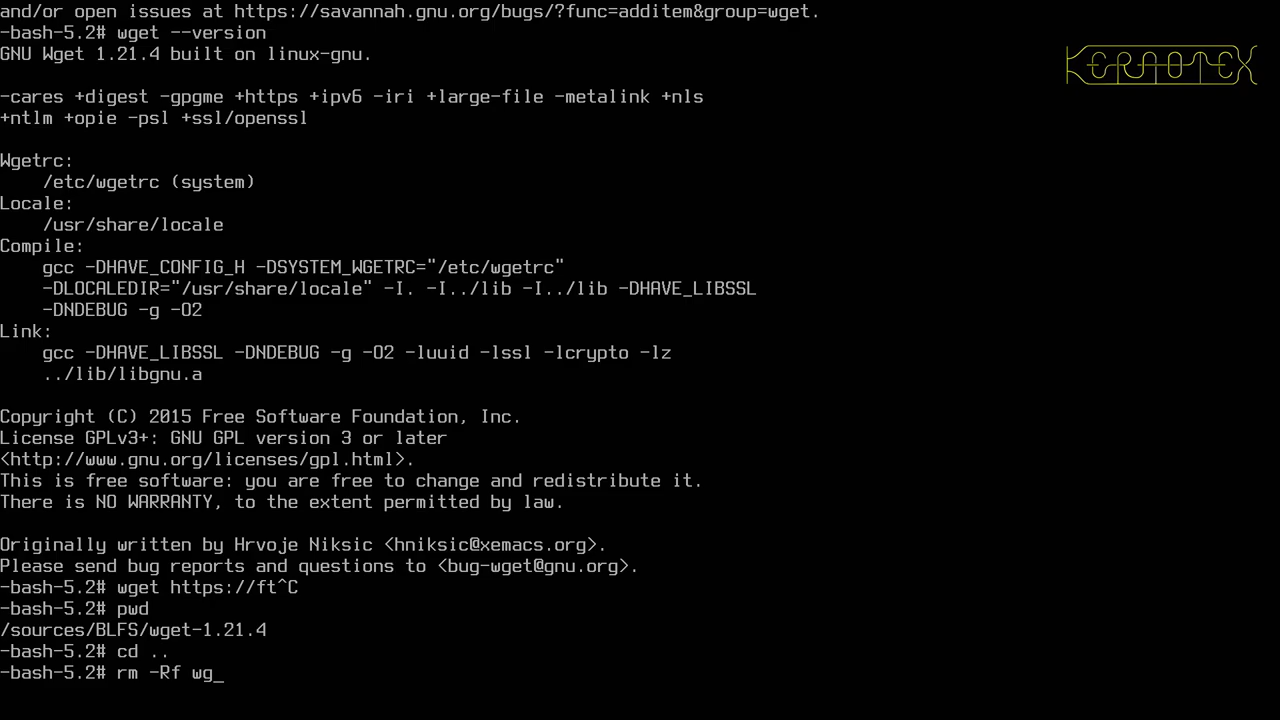 and/or open issues at https://savannah.gnu.org/bugs/?func=additem&group=wget.
-bash-5.2# wget --version
GNU Wget 1.21.4 built on linux-gnu.
KERNOTEX
-cares +digest -gpgme +https +ipv6 -iri +large-file -metalink +nls
+ntlm +opie -psl +ssl/openssl
Wgetrc:
/etc/wgetrc (system)
Locale:
/usr/share/locale
Compile:
gcc -DHAVE_CONFIG_H -DSYSTEM_WGETRC="/etc/wgetrc"
-DLOCALEDIR="/usr/share/locale" -I. -I../lib -I../lib -DHAVE_LIBSSL
-DNDEBUG -g -O2
Link:
gcc -DHAVE_LIBSSL -DNDEBUG -g -O2 -luuid -lssl -lcrypto -lz
../lib/libgnu.a
Copyright (C) 2015 Free Software Foundation, Inc.
License GPLv3+: GNU GPL version 3 or later
<http://www.gnu.org/licenses/gpl.html>.
This is free software: you are free to change and redistribute it.
There is NO WARRANTY, to the extent permitted by law.
Originally written by Hrvoje Niksic <hniksic@xemacs.org>.
Please send bug reports and questions to <bug-wget@gnu.org>.
-bash-5.2# wget https://ft^C
-bash-5.2# pwd
/sources/BLFS/wget-1.21.4
-bash-5.2# cd ..
-bash-5.2# rm -Rf wg_